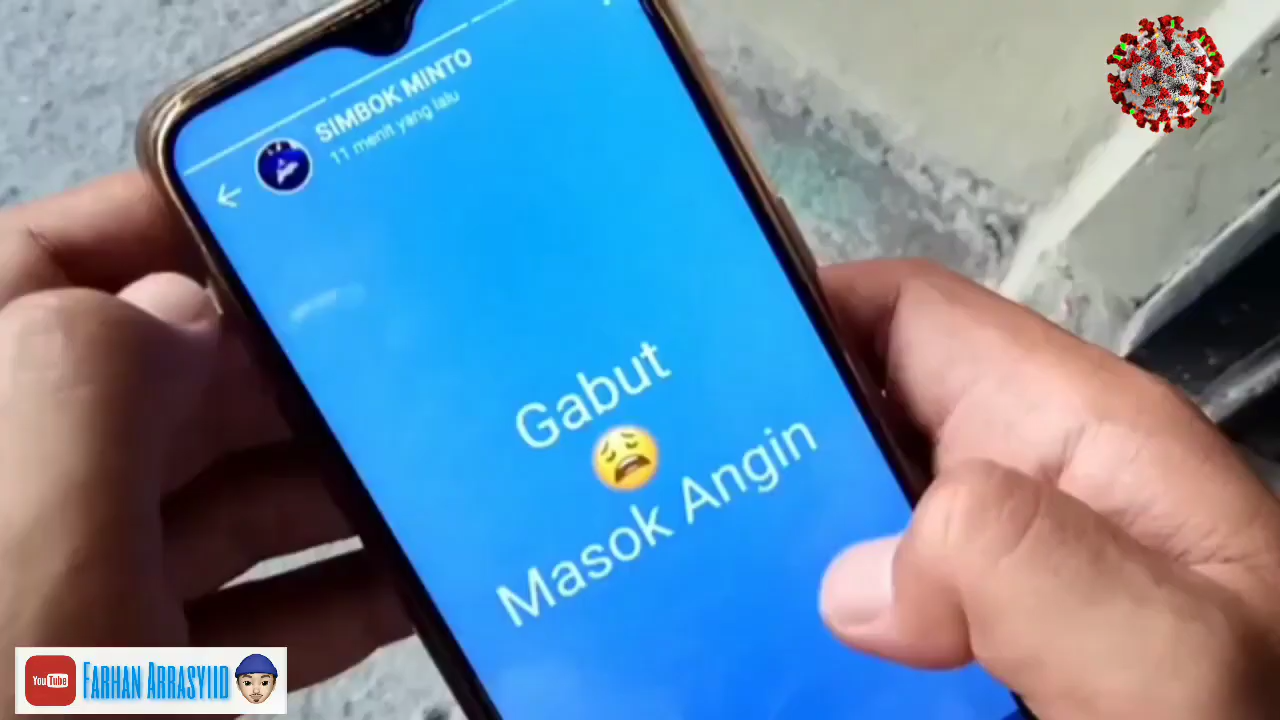 SIMBOK MINTO
11 menit yang lalu
Gabut
😩
Masok Angin
YouTube FARHAN ARRASYIID